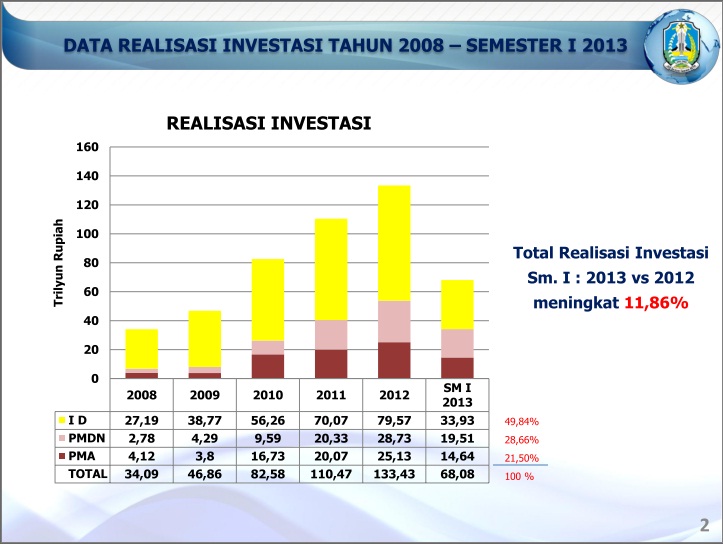 DATA REALISASI INVESTASI TAHUN 2008 – SEMESTER I 2013
REALISASI INVESTASI
Trilyun Rupiah
160
140
120
100
80
60
40
20
0
2008 2009 2010 2011 2012 SM I 2013
I D 27,19 38,77 56,26 70,07 79,57 33,93 49,84%
PMDN 2,78 4,29 9,59 20,33 28,73 19,51 28,66%
PMA 4,12 3,8 16,73 20,07 25,13 14,64 21,50%
TOTAL 34,09 46,86 82,58 110,47 133,43 68,08 100 %
Total Realisasi Investasi
Sm. I : 2013 vs 2012
meningkat 11,86%
2